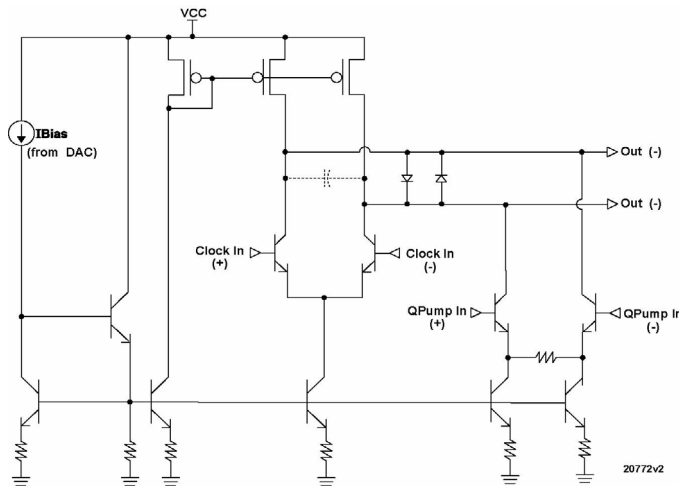 VCC
IBias
(from DAC)
Out (-)
Out (-)
Clock In
(+)
Clock In
(-)
QPump In
(+)
QPump In
(-)
20772v2